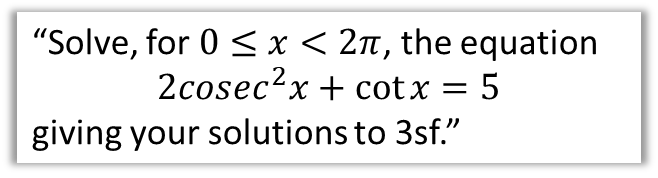 “Solve, for 0 ≤ x < 2π, the equation
2cosec²x + cot x = 5
giving your solutions to 3sf.”